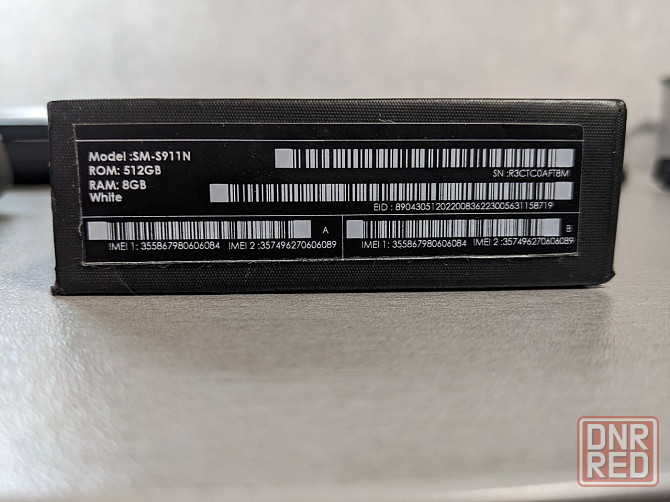 Model :SM-S911N
ROM: 512GB
RAM: 8GB
White
SN :R3CTC0AFT8M
EID : 89043051202200836223005631158719
A
IMEI 1: 355867980606084 IMEI 2 :357496270606089
B
IMEI 1: 355867980606084 IMEI 2 :357496270606089
DNR
RED